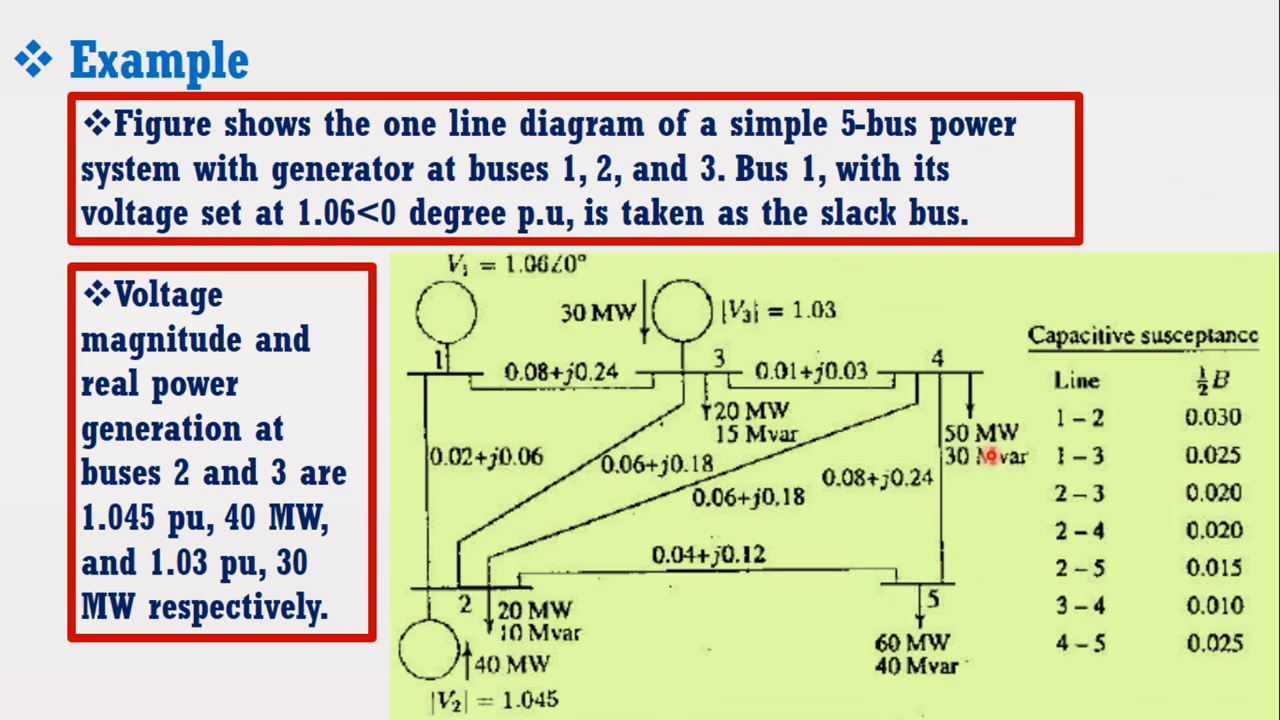 ❖ Example
❖Figure shows the one line diagram of a simple 5-bus power
system with generator at buses 1, 2, and 3. Bus 1, with its
voltage set at 1.06<0 degree p.u, is taken as the slack bus.
❖Voltage
magnitude and
real power
generation at
buses 2 and 3 are
1.045 pu, 40 MW,
and 1.03 pu, 30
MW respectively.
V₁ = 1.06∠0°
30 MW
|V₃| = 1.03
1
0.08+j0.24
3
0.01+j0.03
4
20 MW
15 Mvar
50 MW
30 Mvar
0.02+j0.06
0.06+j0.18
0.06+j0.18
0.08+j0.24
0.04+j0.12
2
20 MW
10 Mvar
5
60 MW
40 Mvar
40 MW
|V₂| = 1.045
Capacitive susceptance
Line ½B
1 – 2 0.030
1 – 3 0.025
2 – 3 0.020
2 – 4 0.020
2 – 5 0.015
3 – 4 0.010
4 – 5 0.025